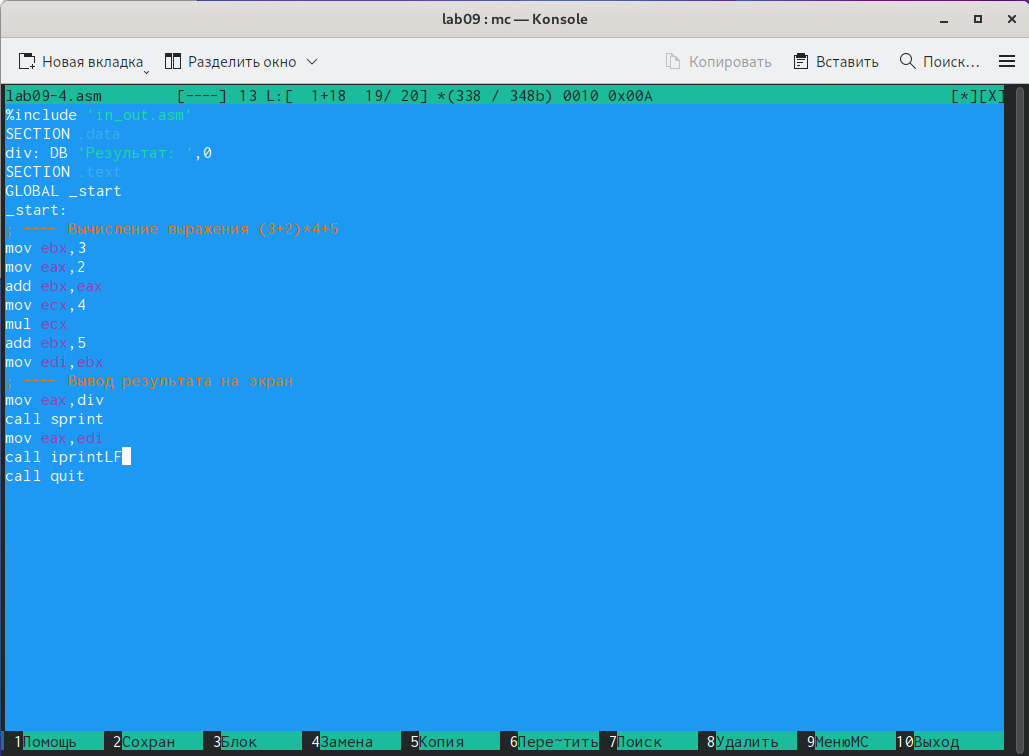 lab09 : mc — Konsole
Новая вкладка Разделить окно Копировать Вставить Поиск...
lab09-4.asm [----] 13 L:[ 1+18 19/ 20] *(338 / 348b) 0010 0x00A [*][X]
%include 'in_out.asm'
SECTION .data
div: DB 'Результат: ',0
SECTION .text
GLOBAL _start
_start:
; ---- Вычисление выражения (3+2)*4+5
mov ebx,3
mov eax,2
add ebx,eax
mov ecx,4
mul ecx
add ebx,5
mov edi,ebx
; ---- Вывод результата на экран
mov eax,div
call sprint
mov eax,edi
call iprintLF
call quit
1Помощь 2Сохран 3Блок 4Замена 5Копия 6Пере~тить 7Поиск 8Удалить 9МенюMC 10Выход